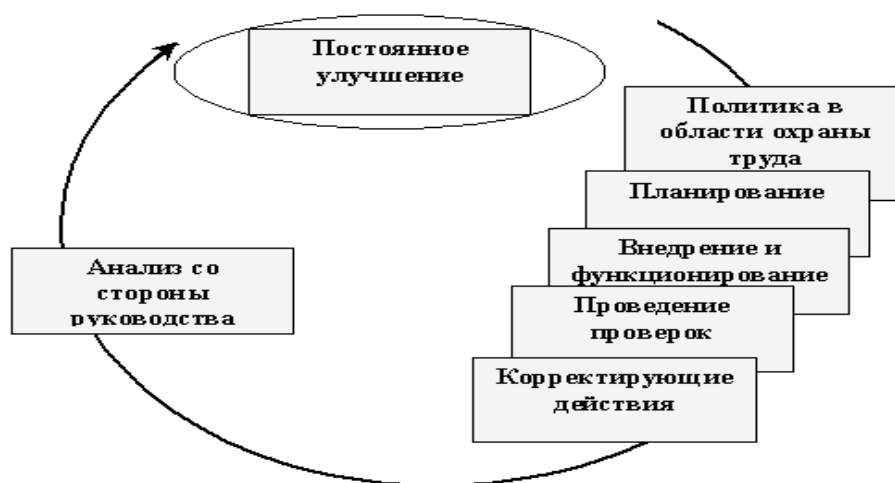 Постоянное
улучшение
Политика в
области охраны
труда
Планирование
Внедрение и
функционирование
Проведение
проверок
Корректирующие
действия
Анализ со
стороны
руководства